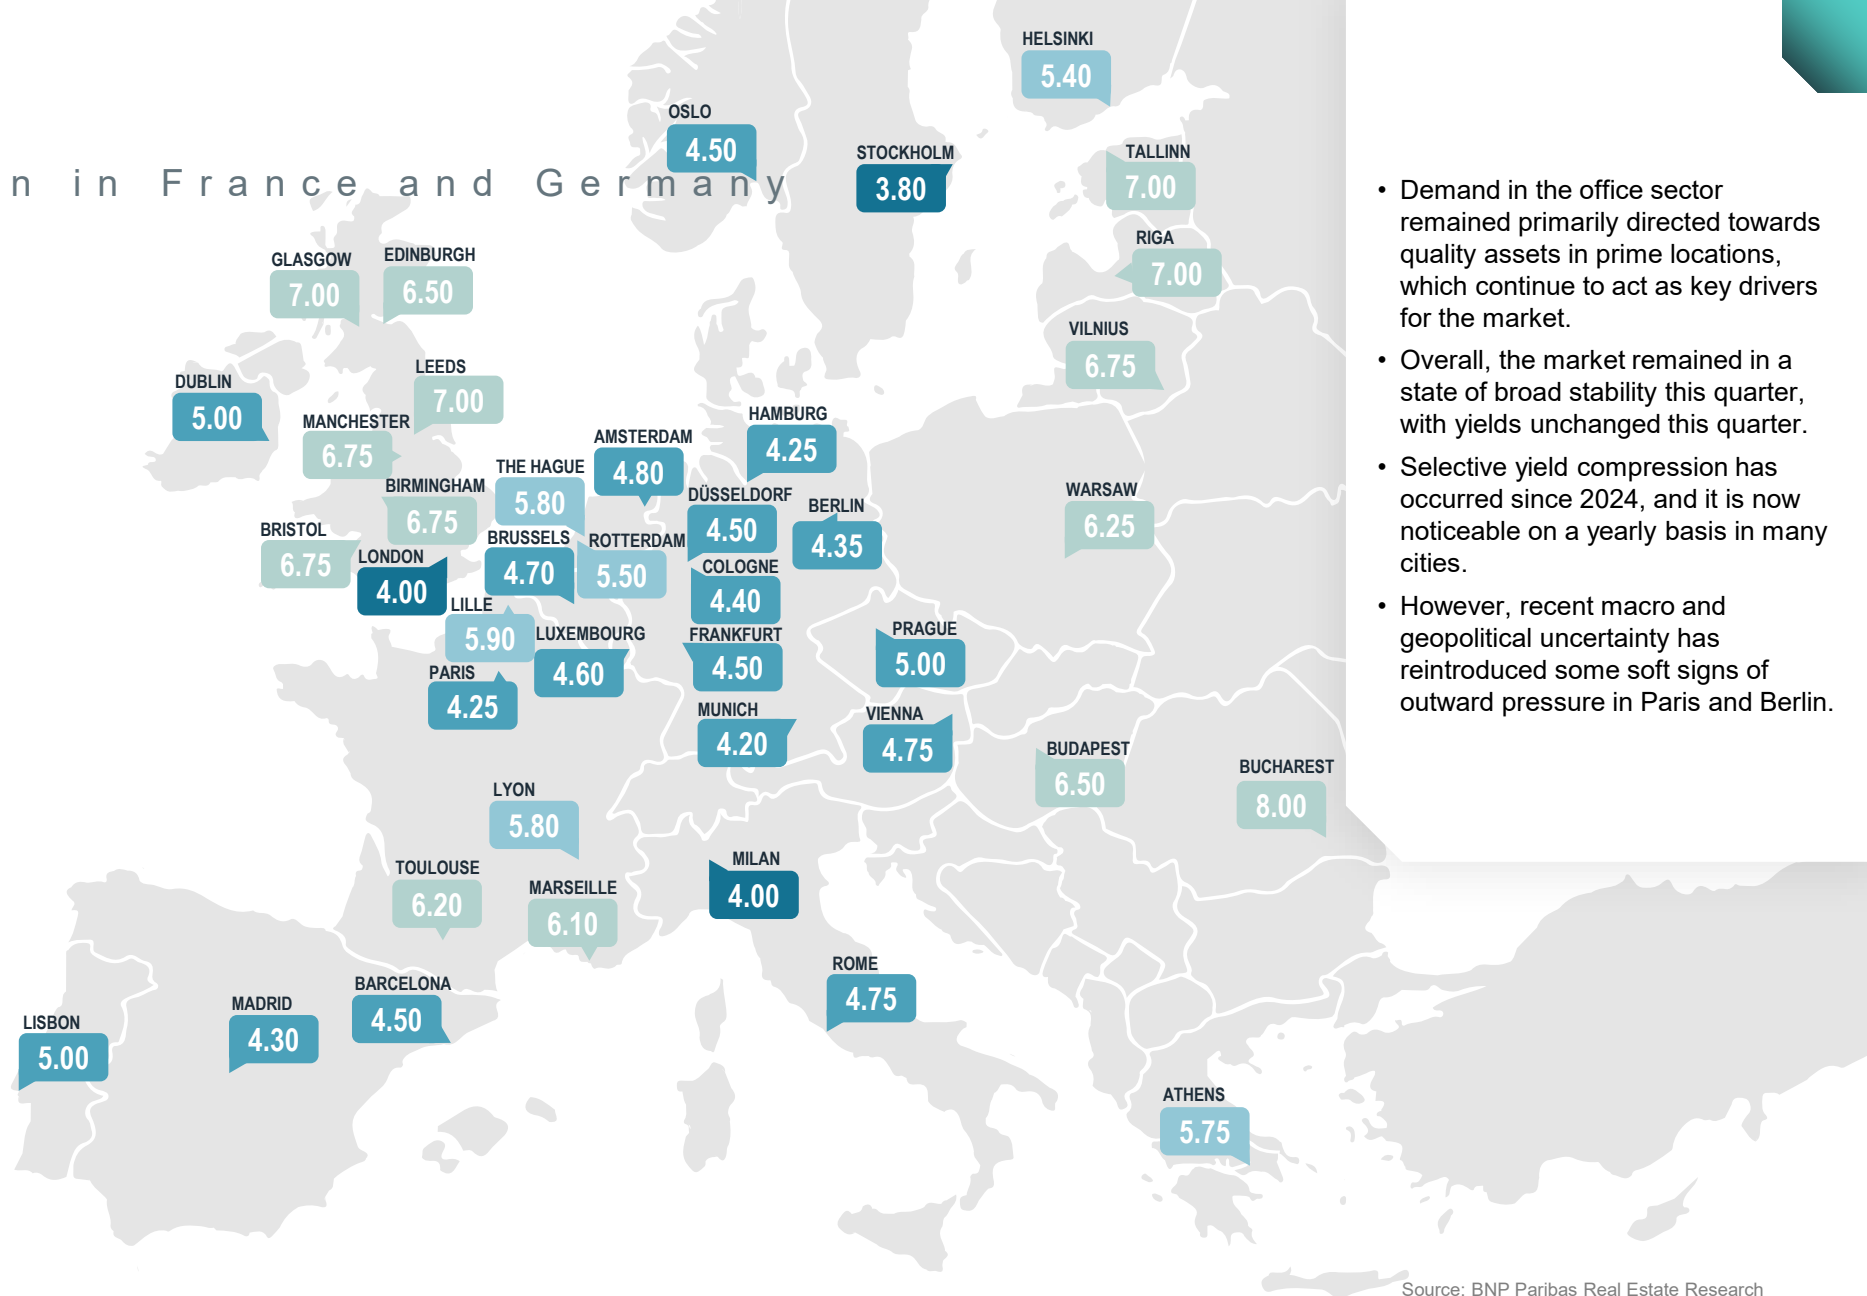 n in France and Germany
HELSINKI
5.40
OSLO
4.50
STOCKHOLM
3.80
TALLINN
7.00
RIGA
7.00
VILNIUS
6.75
GLASGOW
7.00
EDINBURGH
6.50
DUBLIN
5.00
LEEDS
7.00
MANCHESTER
6.75
BIRMINGHAM
6.75
BRISTOL
6.75
LONDON
4.00
THE HAGUE
5.80
AMSTERDAM
4.80
HAMBURG
4.25
DÜSSELDORF
4.50
BERLIN
4.35
BRUSSELS
4.70
ROTTERDAM
5.50
COLOGNE
4.40
WARSAW
6.25
LILLE
5.90
LUXEMBOURG
4.60
FRANKFURT
4.50
PRAGUE
5.00
PARIS
4.25
MUNICH
4.20
VIENNA
4.75
BUDAPEST
6.50
BUCHAREST
8.00
LYON
5.80
TOULOUSE
6.20
MARSEILLE
6.10
MILAN
4.00
ROME
4.75
BARCELONA
4.50
MADRID
4.30
LISBON
5.00
ATHENS
5.75
• Demand in the office sector
remained primarily directed towards
quality assets in prime locations,
which continue to act as key drivers
for the market.
• Overall, the market remained in a
state of broad stability this quarter,
with yields unchanged this quarter.
• Selective yield compression has
occurred since 2024, and it is now
noticeable on a yearly basis in many
cities.
• However, recent macro and
geopolitical uncertainty has
reintroduced some soft signs of
outward pressure in Paris and Berlin.
Source: BNP Paribas Real Estate Research